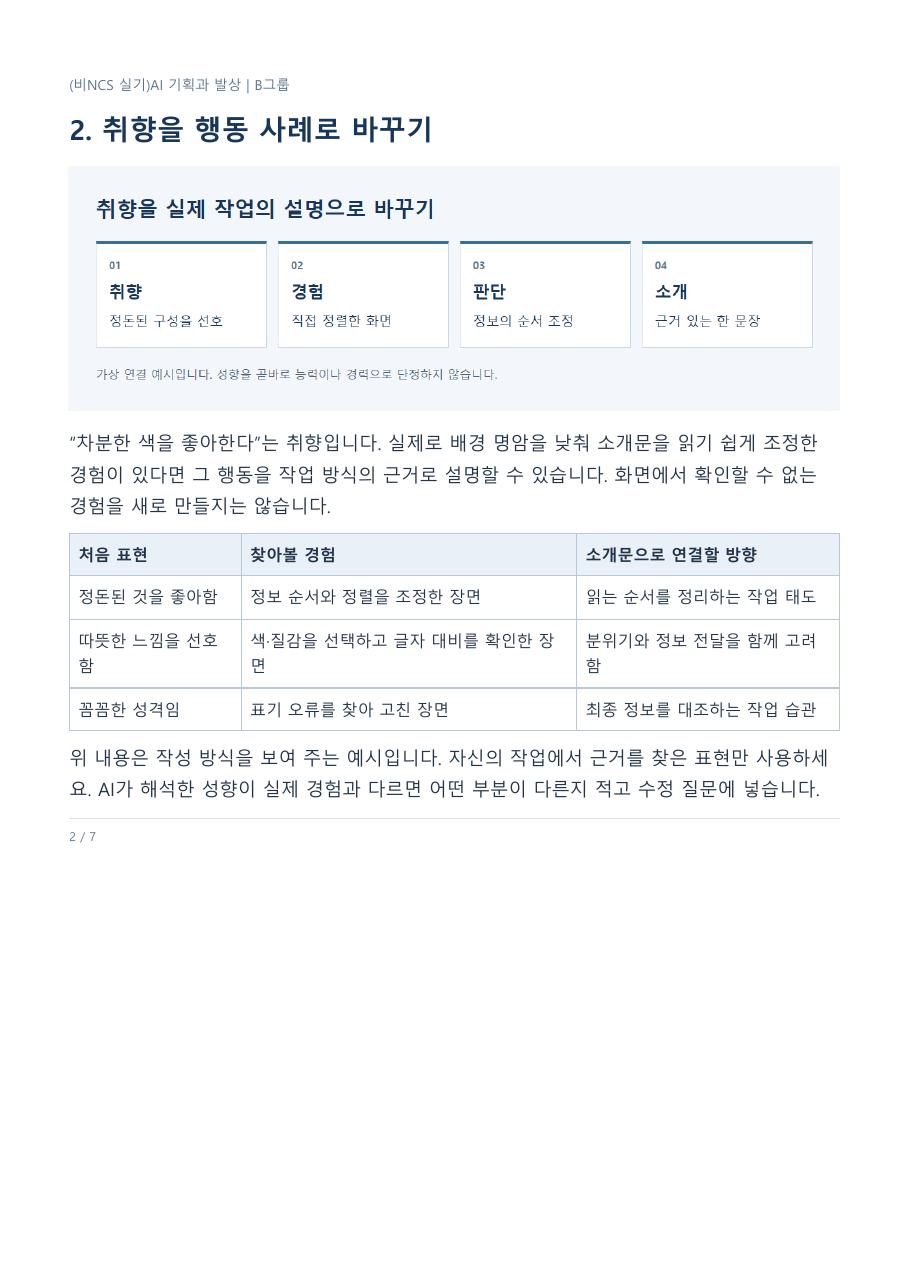 (비NCS 실기)AI 기획과 발상 | B그룹
2. 취향을 행동 사례로 바꾸기
취향을 실제 작업의 설명으로 바꾸기
01
취향
정돈된 구성을 선호
02
경험
직접 정렬한 화면
03
판단
정보의 순서 조정
04
소개
근거 있는 한 문장
가상 연결 예시입니다. 성향을 곧바로 능력이나 경력으로 단정하지 않습니다.
“차분한 색을 좋아한다”는 취향입니다. 실제로 배경 명암을 낮춰 소개문을 읽기 쉽게 조정한
경험이 있다면 그 행동을 작업 방식의 근거로 설명할 수 있습니다. 화면에서 확인할 수 없는
경험을 새로 만들지는 않습니다.
처음 표현
찾아볼 경험
소개문으로 연결할 방향
정돈된 것을 좋아함
정보 순서와 정렬을 조정한 장면
읽는 순서를 정리하는 작업 태도
따뜻한 느낌을 선호
함
색·질감을 선택하고 글자 대비를 확인한 장
면
분위기와 정보 전달을 함께 고려
함
꼼꼼한 성격임
표기 오류를 찾아 고친 장면
최종 정보를 대조하는 작업 습관
위 내용은 작성 방식을 보여 주는 예시입니다. 자신의 작업에서 근거를 찾은 표현만 사용하세
요. AI가 해석한 성향이 실제 경험과 다르면 어떤 부분이 다른지 적고 수정 질문에 넣습니다.
2 / 7